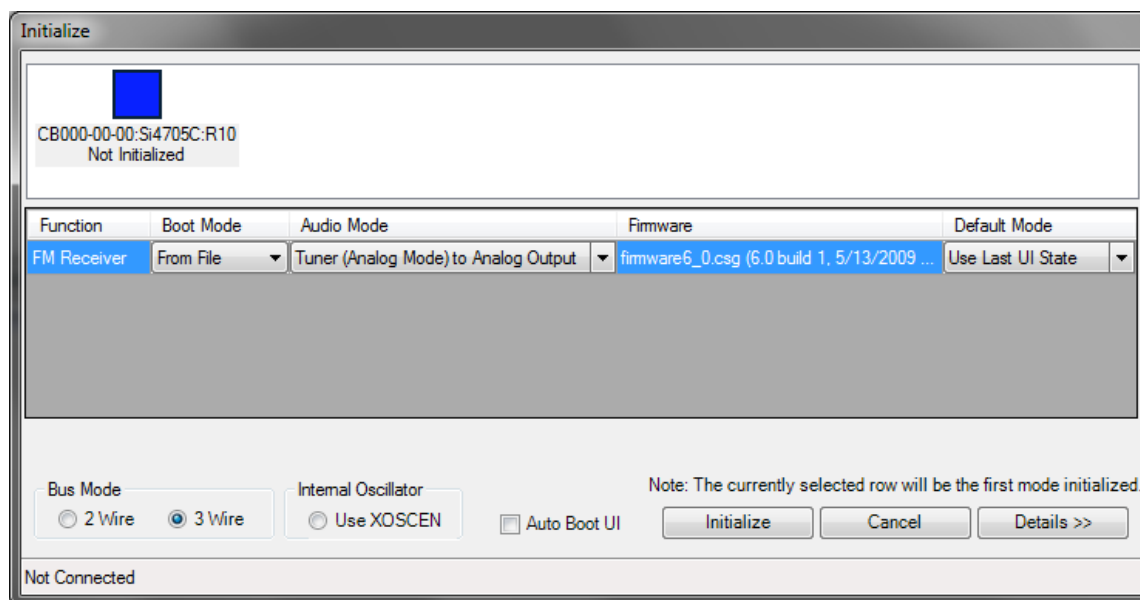 Initialize
CB000-00-00:Si4705C:R10
Not Initialized
Function Boot Mode Audio Mode Firmware Default Mode
FM Receiver From File Tuner (Analog Mode) to Analog Output firmware6_0.csg (6.0 build 1, 5/13/2009 ... Use Last UI State
Bus Mode Internal Oscillator Note: The currently selected row will be the first mode initialized.
2 Wire 3 Wire Use XOSCEN Auto Boot UI Initialize Cancel Details >>
Not Connected